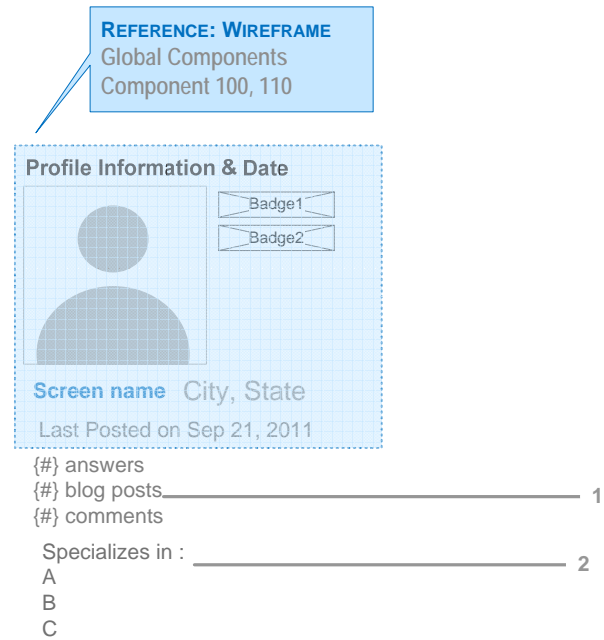 REFERENCE: WIREFRAME
Global Components
Component 100, 110
Profile Information & Date
Badge1
Badge2
Screen name City, State
Last Posted on Sep 21, 2011
{#} answers
{#} blog posts 1
{#} comments
Specializes in : 2
A
B
C